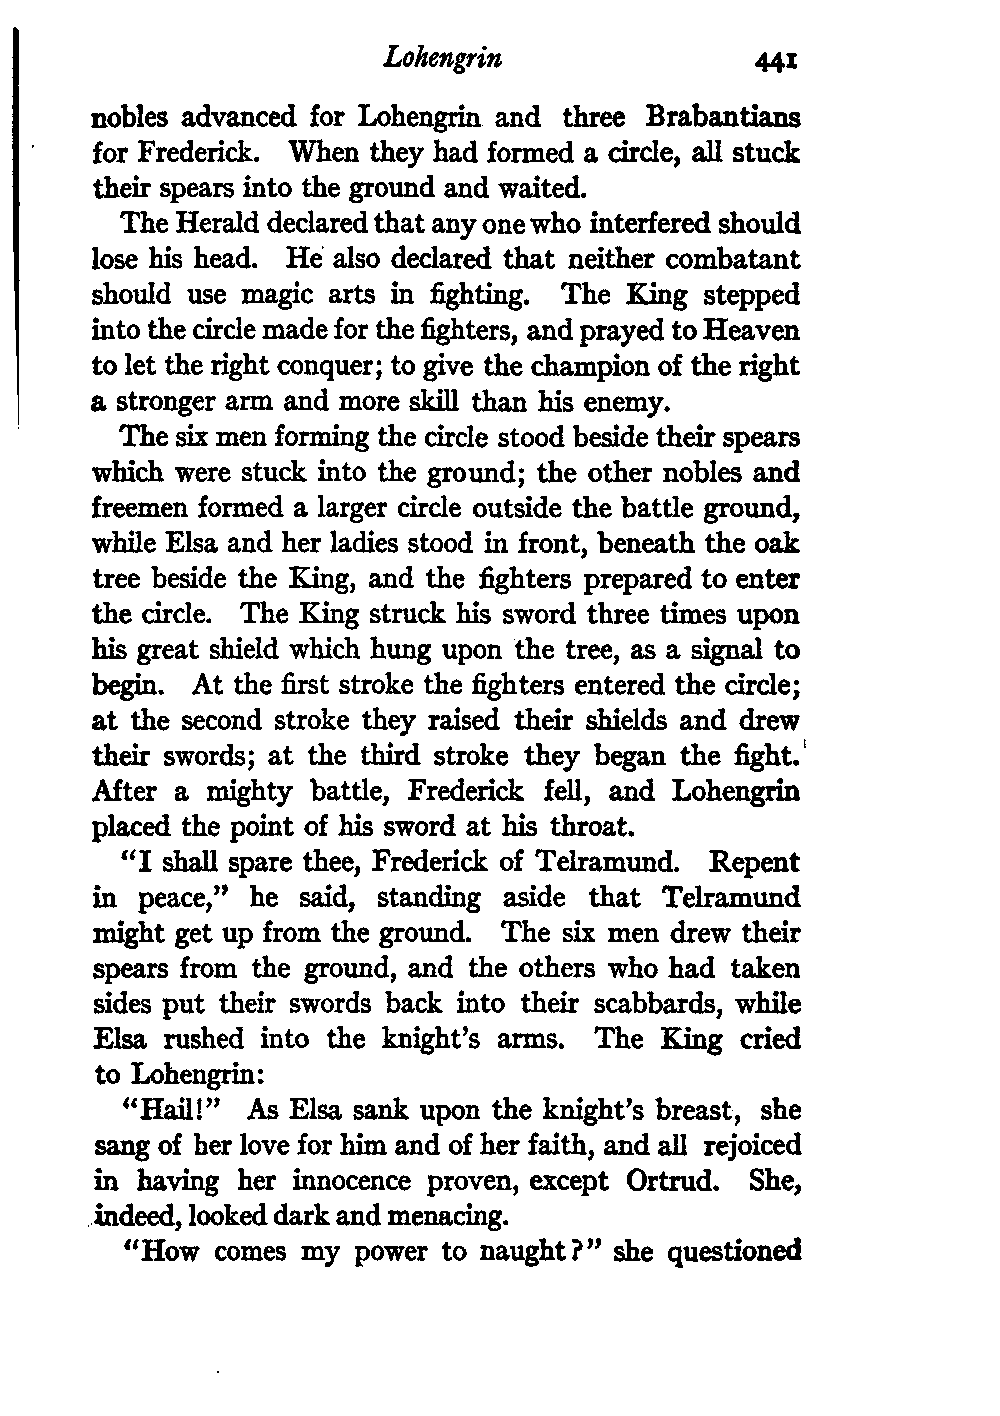 Lohengrin 441
nobles advanced for Lohengrin and three Brabantians
for Frederick. When they had formed a circle, all stuck
their spears into the ground and waited.
The Herald declared that any one who interfered should
lose his head. He also declared that neither combatant
should use magic arts in fighting. The King stepped
into the circle made for the fighters, and prayed to Heaven
to let the right conquer; to give the champion of the right
a stronger arm and more skill than his enemy.
The six men forming the circle stood beside their spears
which were stuck into the ground; the other nobles and
freemen formed a larger circle outside the battle ground,
while Elsa and her ladies stood in front, beneath the oak
tree beside the King, and the fighters prepared to enter
the circle. The King struck his sword three times upon
his great shield which hung upon the tree, as a signal to
begin. At the first stroke the fighters entered the circle;
at the second stroke they raised their shields and drew
their swords; at the third stroke they began the fight.
After a mighty battle, Frederick fell, and Lohengrin
placed the point of his sword at his throat.
"I shall spare thee, Frederick of Telramund. Repent
in peace," he said, standing aside that Telramund
might get up from the ground. The six men drew their
spears from the ground, and the others who had taken
sides put their swords back into their scabbards, while
Elsa rushed into the knight's arms. The King cried
to Lohengrin:
"Hail!" As Elsa sank upon the knight's breast, she
sang of her love for him and of her faith, and all rejoiced
in having her innocence proven, except Ortrud. She,
indeed, looked dark and menacing.
"How comes my power to naught?" she questioned